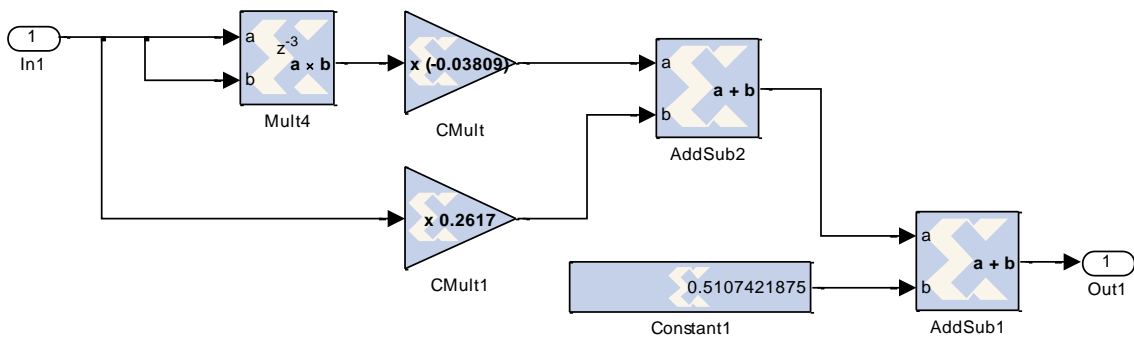 1
In1
a
b
z-3
a × b
Mult4
x (-0.03809)
CMult
x 0.2617
CMult1
a
b
a + b
AddSub2
0.5107421875
Constant1
a
b
a + b
AddSub1
1
Out1